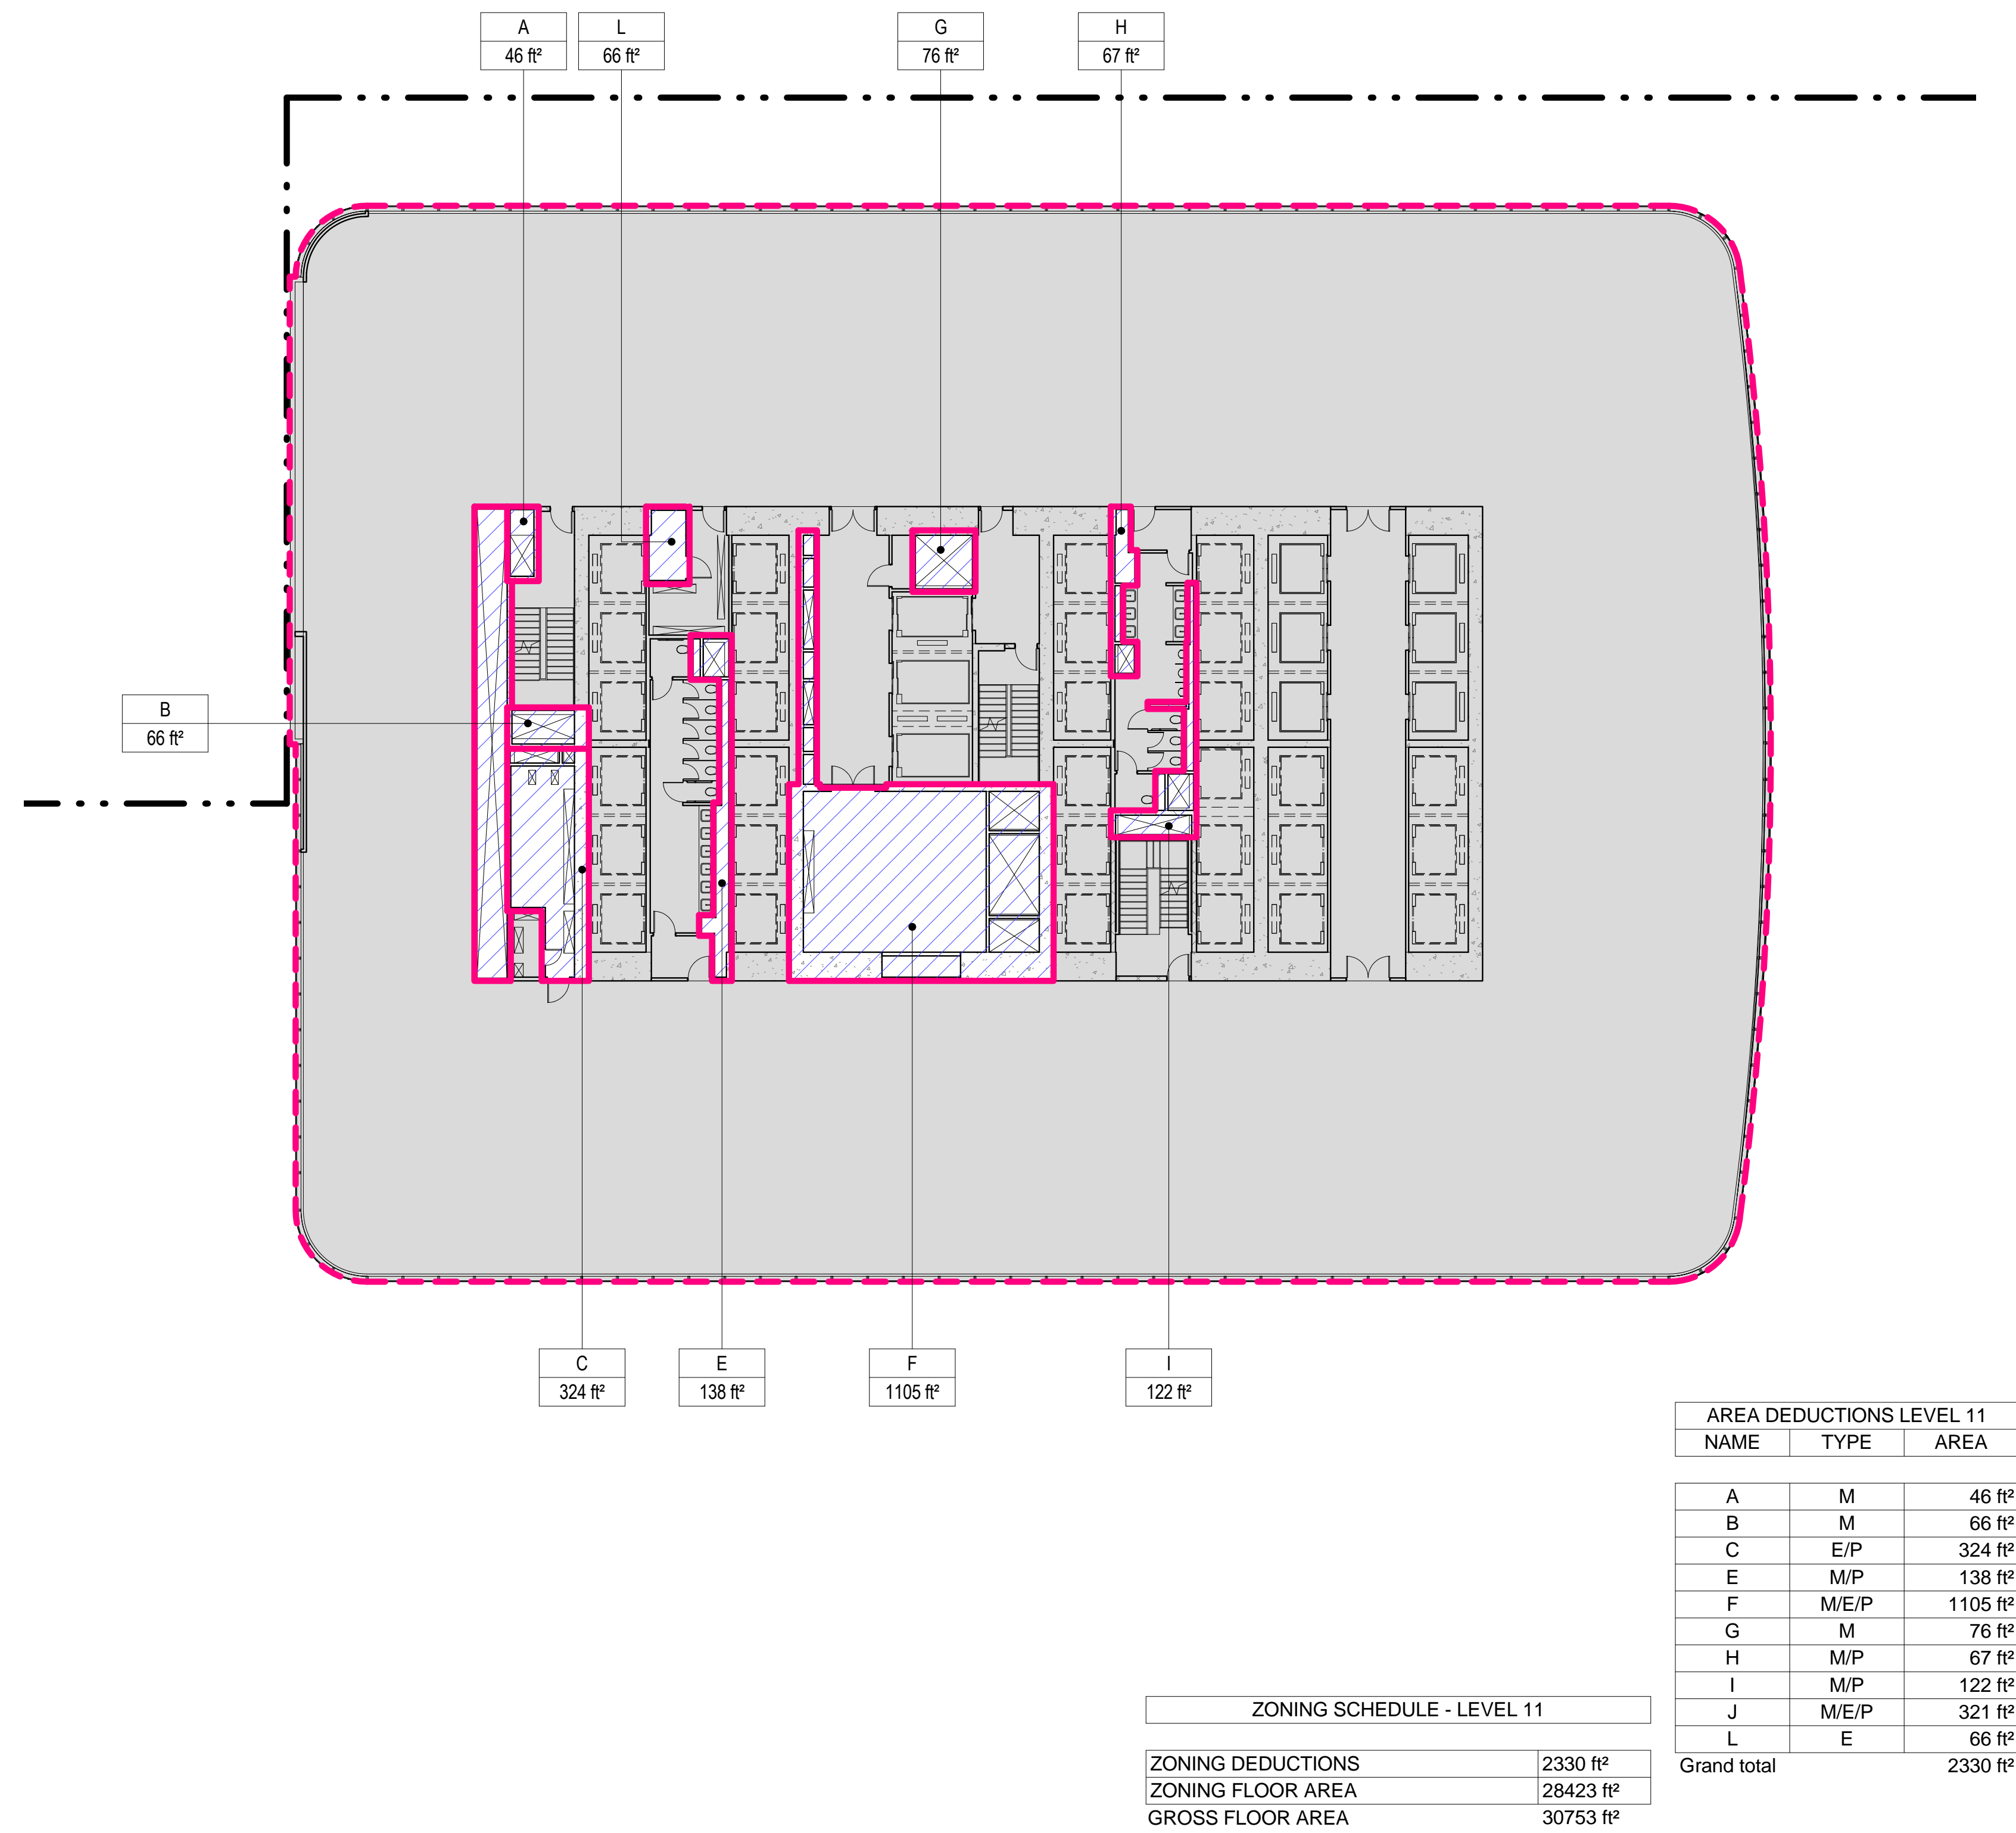 A L G H
46 ft² 66 ft² 76 ft² 67 ft²
B
66 ft²
C E F I
324 ft² 138 ft² 1105 ft² 122 ft²
AREA DEDUCTIONS LEVEL 11
NAME TYPE AREA
A M 46 ft²
B M 66 ft²
C E/P 324 ft²
E M/P 138 ft²
F M/E/P 1105 ft²
G M 76 ft²
H M/P 67 ft²
I M/P 122 ft²
J M/E/P 321 ft²
L E 66 ft²
Grand total 2330 ft²
ZONING SCHEDULE - LEVEL 11
ZONING DEDUCTIONS 2330 ft²
ZONING FLOOR AREA 28423 ft²
GROSS FLOOR AREA 30753 ft²